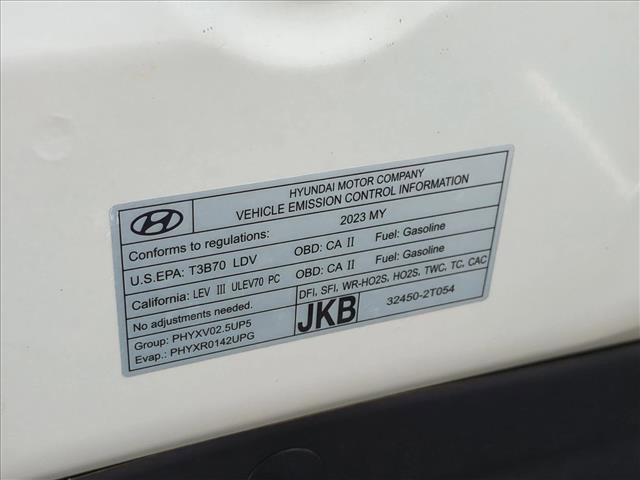 HYUNDAI MOTOR COMPANY
VEHICLE EMISSION CONTROL INFORMATION
Conforms to regulations: 2023 MY
U.S.EPA: T3B70 LDV OBD: CA II Fuel: Gasoline
California: LEV III ULEV70 PC OBD: CA II Fuel: Gasoline
No adjustments needed. DFI, SFI, WR-HO2S, HO2S, TWC, TC, CAC
Group: PHYXV02.5UP5 JKB 32450-2T054
Evap.: PHYXR0142UPG